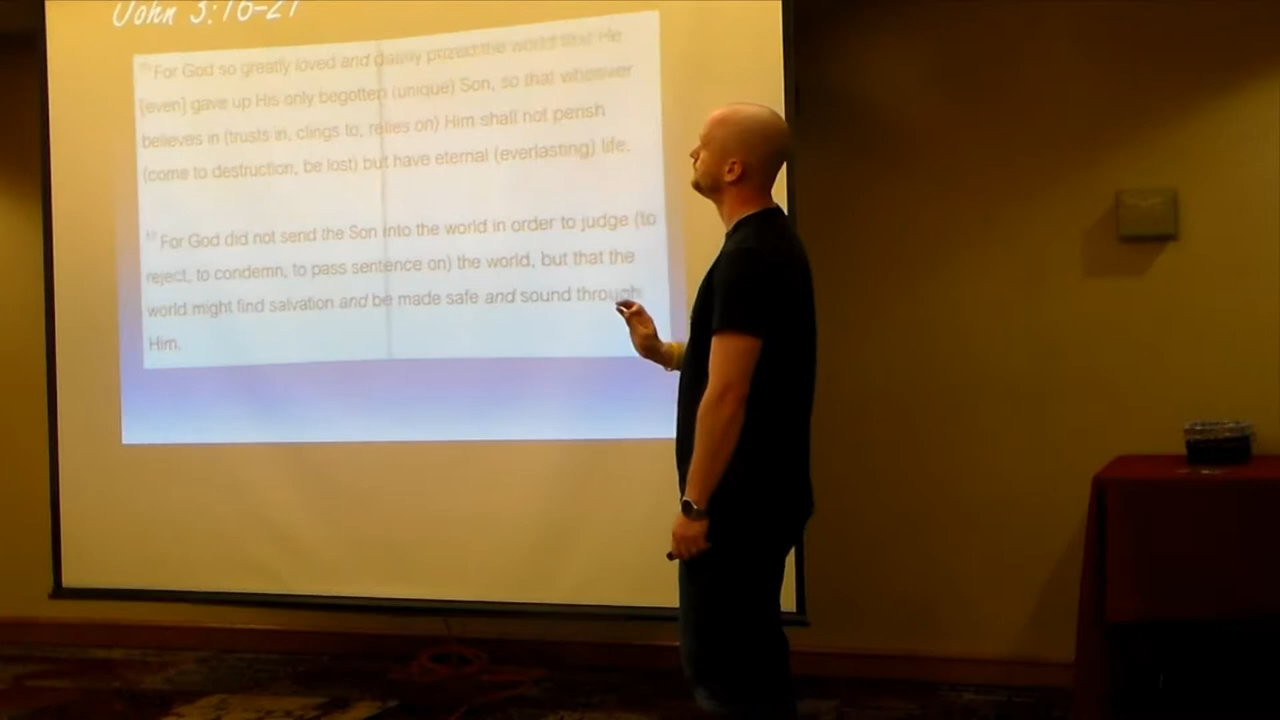 John 3:16-21
16 For God so greatly loved and dearly prized the world that He
[even] gave up His only begotten (unique) Son, so that whoever
believes in (trusts in, clings to, relies on) Him shall not perish
(come to destruction, be lost) but have eternal (everlasting) life.
17 For God did not send the Son into the world in order to judge (to
reject, to condemn, to pass sentence on) the world, but that the
world might find salvation and be made safe and sound through
Him.